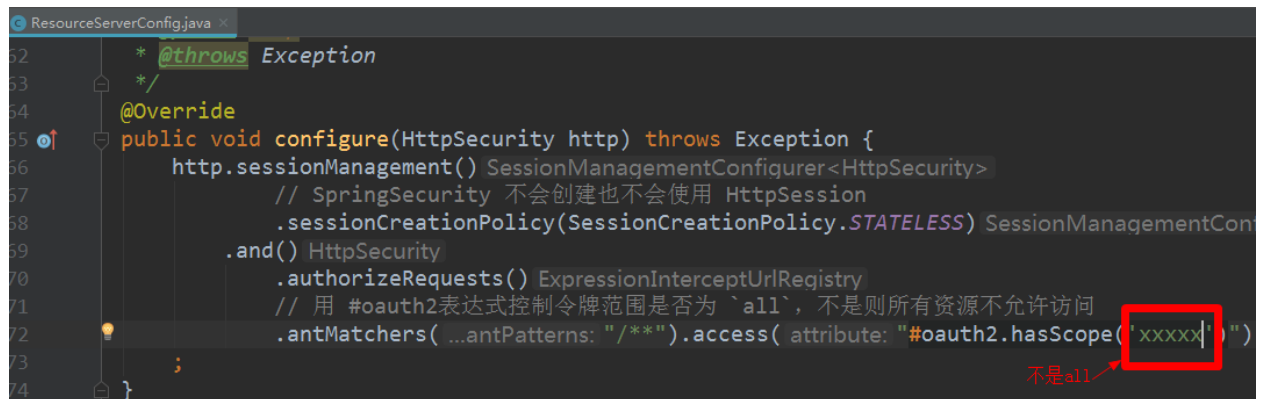 ResourceServerConfig.java ×
62 * @throws Exception
63 */
64 @Override
65 public void configure(HttpSecurity http) throws Exception {
66 http.sessionManagement() SessionManagementConfigurer<HttpSecurity>
67 // SpringSecurity 不会创建也不会使用 HttpSession
68 .sessionCreationPolicy(SessionCreationPolicy.STATELESS) SessionManagementCon
69 .and() HttpSecurity
70 .authorizeRequests() ExpressionInterceptUrlRegistry
71 // 用 #oauth2表达式控制令牌范围是否为 `all`，不是则所有资源不允许访问
72 .antMatchers( ...antPatterns: "/**").access( attribute: "#oauth2.hasScope('xxxxx')")
73 ;
不是all
74 }